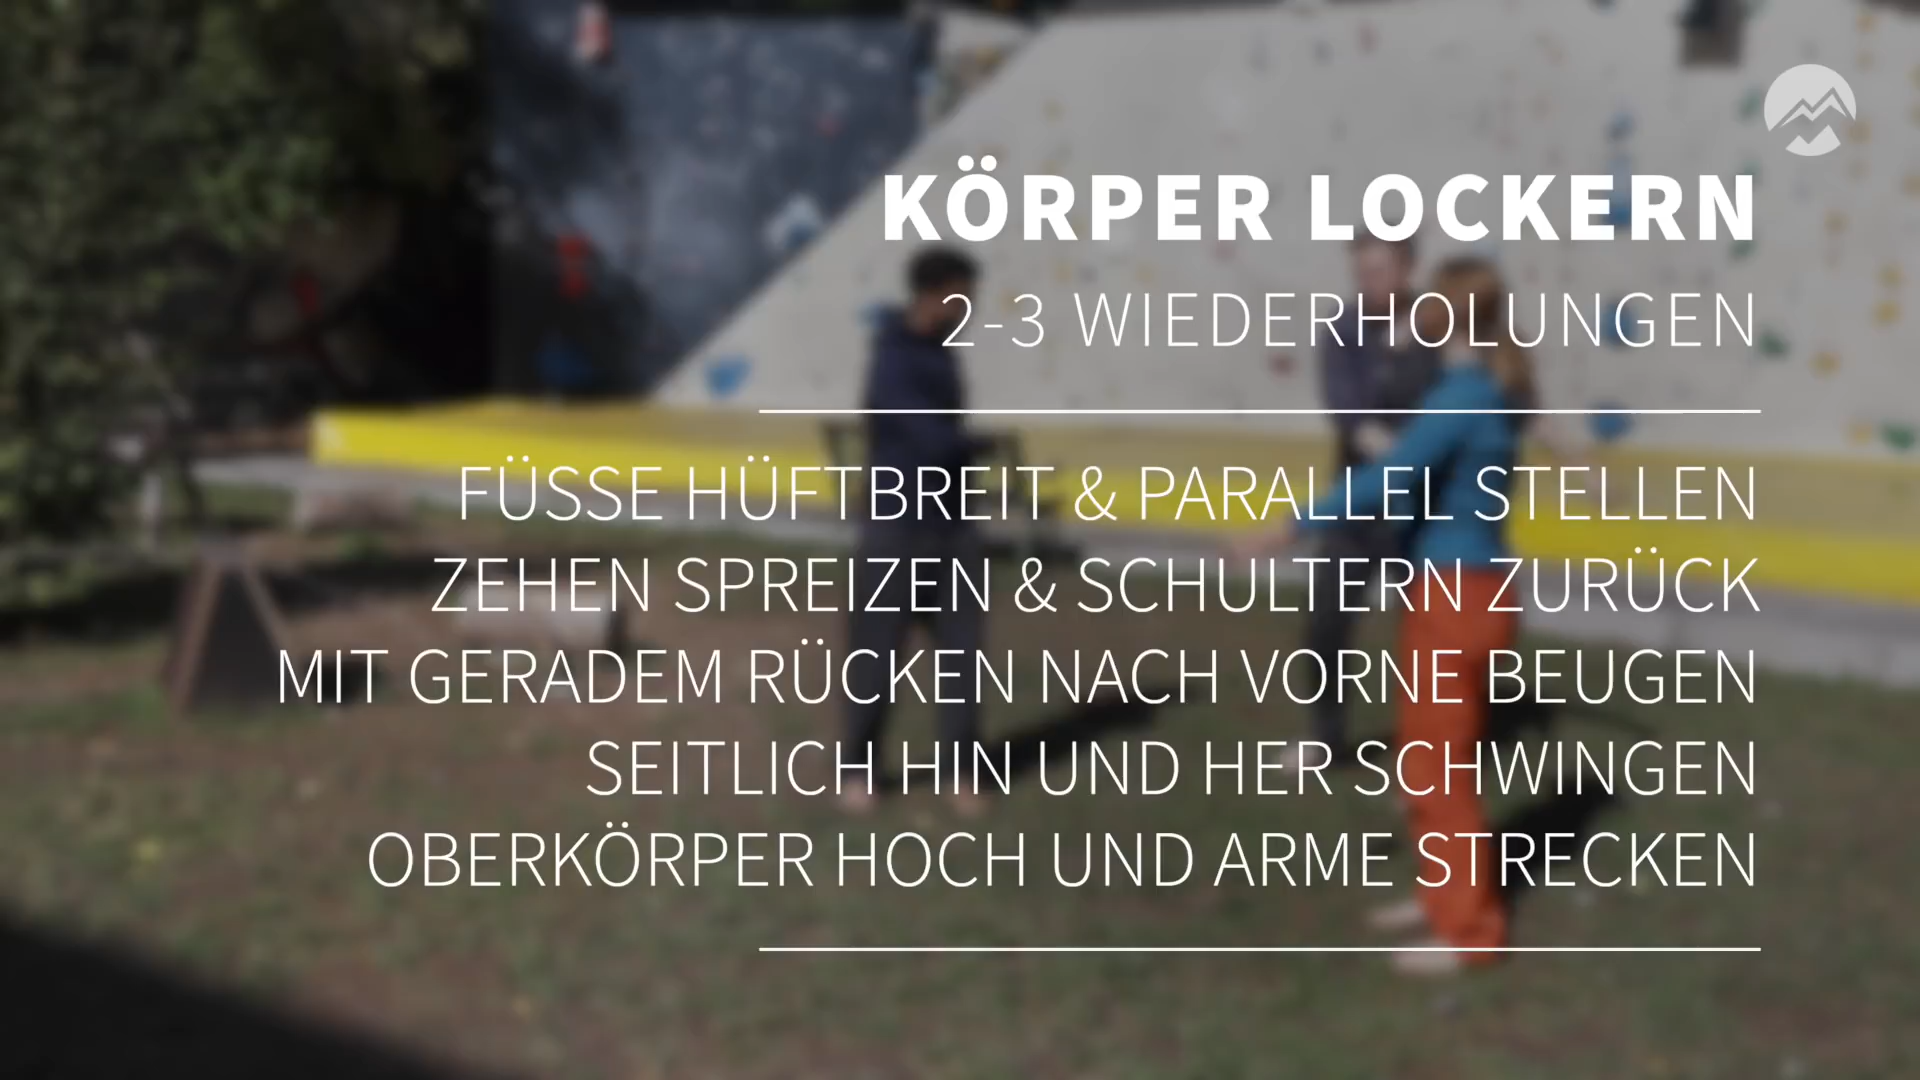 KÖRPER LOCKERN
2-3 WIEDERHOLUNGEN
FÜSSE HÜFTBREIT & PARALLEL STELLEN
ZEHEN SPREIZEN & SCHULTERN ZURÜCK
MIT GERADEM RÜCKEN NACH VORNE BEUGEN
SEITLICH HIN UND HER SCHWINGEN
OBERKÖRPER HOCH UND ARME STRECKEN